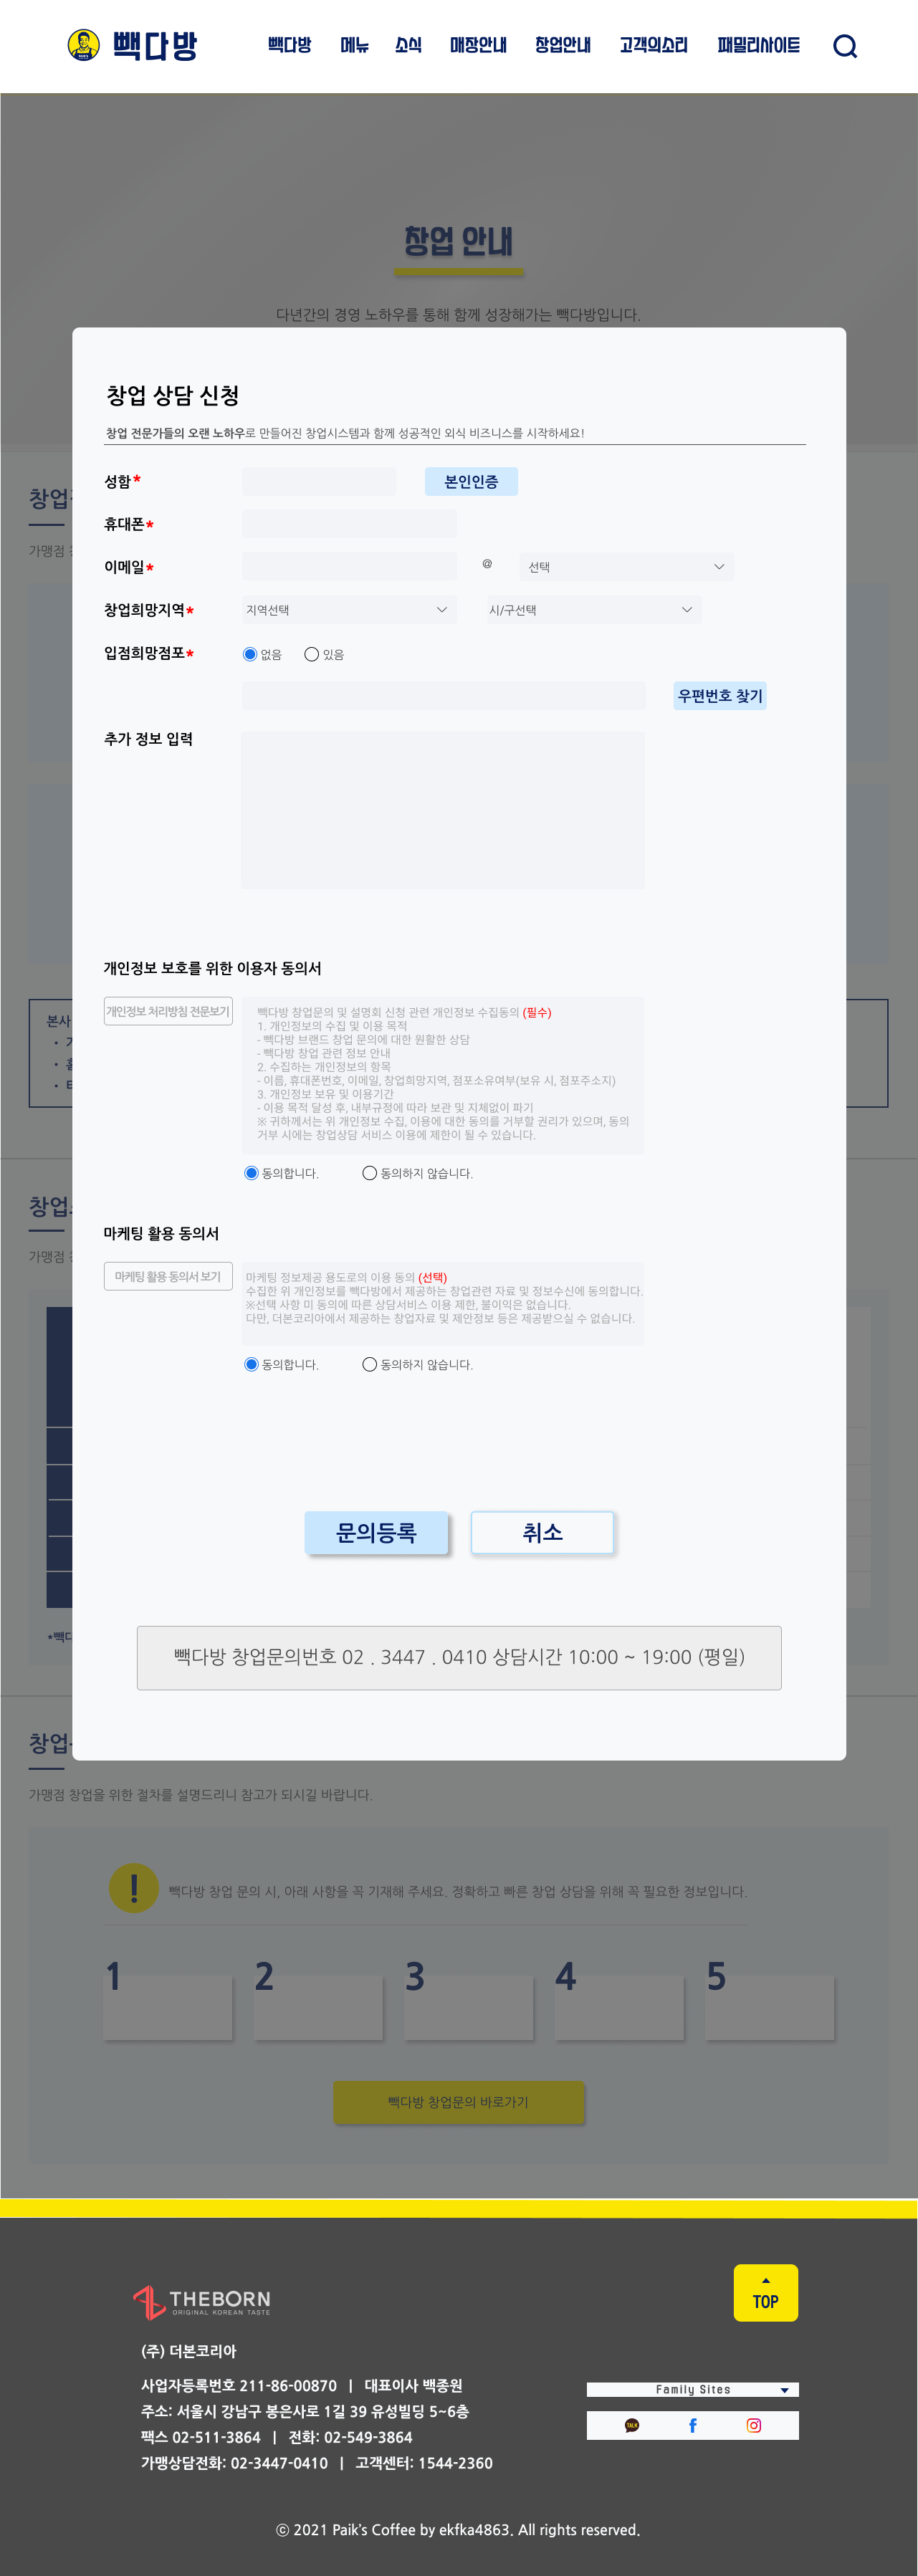 빽다방
빽다방 메뉴 소식 매장안내 창업안내 고객의소리 패밀리사이트
창업 안내
다년간의 경영 노하우를 통해 함께 성장해가는 빽다방입니다.
창업 상담 신청
창업 전문가들의 오랜 노하우로 만들어진 창업시스템과 함께 성공적인 외식 비즈니스를 시작하세요!
성함* 본인인증
휴대폰*
이메일* @ 선택
창업희망지역* 지역선택 시/구선택
입점희망점포* 없음 있음
우편번호 찾기
추가 정보 입력
창업
가맹점
개인정보 보호를 위한 이용자 동의서
개인정보 처리방침 전문보기
빽다방 창업문의 및 설명회 신청 관련 개인정보 수집동의 (필수)
1. 개인정보의 수집 및 이용 목적
- 빽다방 브랜드 창업 문의에 대한 원활한 상담
- 빽다방 창업 관련 정보 안내
2. 수집하는 개인정보의 항목
- 이름, 휴대폰번호, 이메일, 창업희망지역, 점포소유여부(보유 시, 점포주소지)
3. 개인정보 보유 및 이용기간
- 이용 목적 달성 후, 내부규정에 따라 보관 및 지체없이 파기
※ 귀하께서는 위 개인정보 수집, 이용에 대한 동의를 거부할 권리가 있으며, 동의
거부 시에는 창업상담 서비스 이용에 제한이 될 수 있습니다.
동의합니다. 동의하지 않습니다.
본사
마케팅 활용 동의서
마케팅 활용 동의서 보기
마케팅 정보제공 용도로의 이용 동의 (선택)
수집한 위 개인정보를 빽다방에서 제공하는 창업관련 자료 및 정보수신에 동의합니다.
※선택 사항 미 동의에 따른 상담서비스 이용 제한, 불이익은 없습니다.
다만, 더본코리아에서 제공하는 창업자료 및 제안정보 등은 제공받으실 수 없습니다.
동의합니다. 동의하지 않습니다.
창업
가맹점
문의등록 취소
*빽다
빽다방 창업문의번호 02 . 3447 . 0410 상담시간 10:00 ~ 19:00 (평일)
창업
가맹점 창업을 위한 절차를 설명드리니 참고가 되시길 바랍니다.
! 빽다방 창업 문의 시, 아래 사항을 꼭 기재해 주세요. 정확하고 빠른 창업 상담을 위해 꼭 필요한 정보입니다.
1 2 3 4 5
빽다방 창업문의 바로가기
THEBORN
ORIGINAL KOREAN TASTE
TOP
(주) 더본코리아
사업자등록번호 211-86-00870 | 대표이사 백종원
주소: 서울시 강남구 봉은사로 1길 39 유성빌딩 5~6층
팩스 02-511-3864 | 전화: 02-549-3864
가맹상담전화: 02-3447-0410 | 고객센터: 1544-2360
Family Sites
TALK
ⓒ 2021 Paik's Coffee by ekfka4863. All rights reserved.